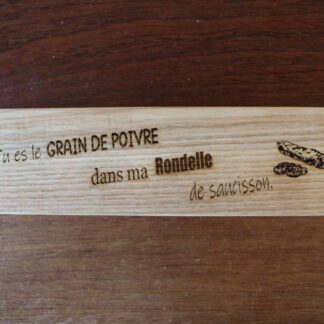 Tu es le GRAIN DE POIVRE
dans ma Rondelle
de saucisson.